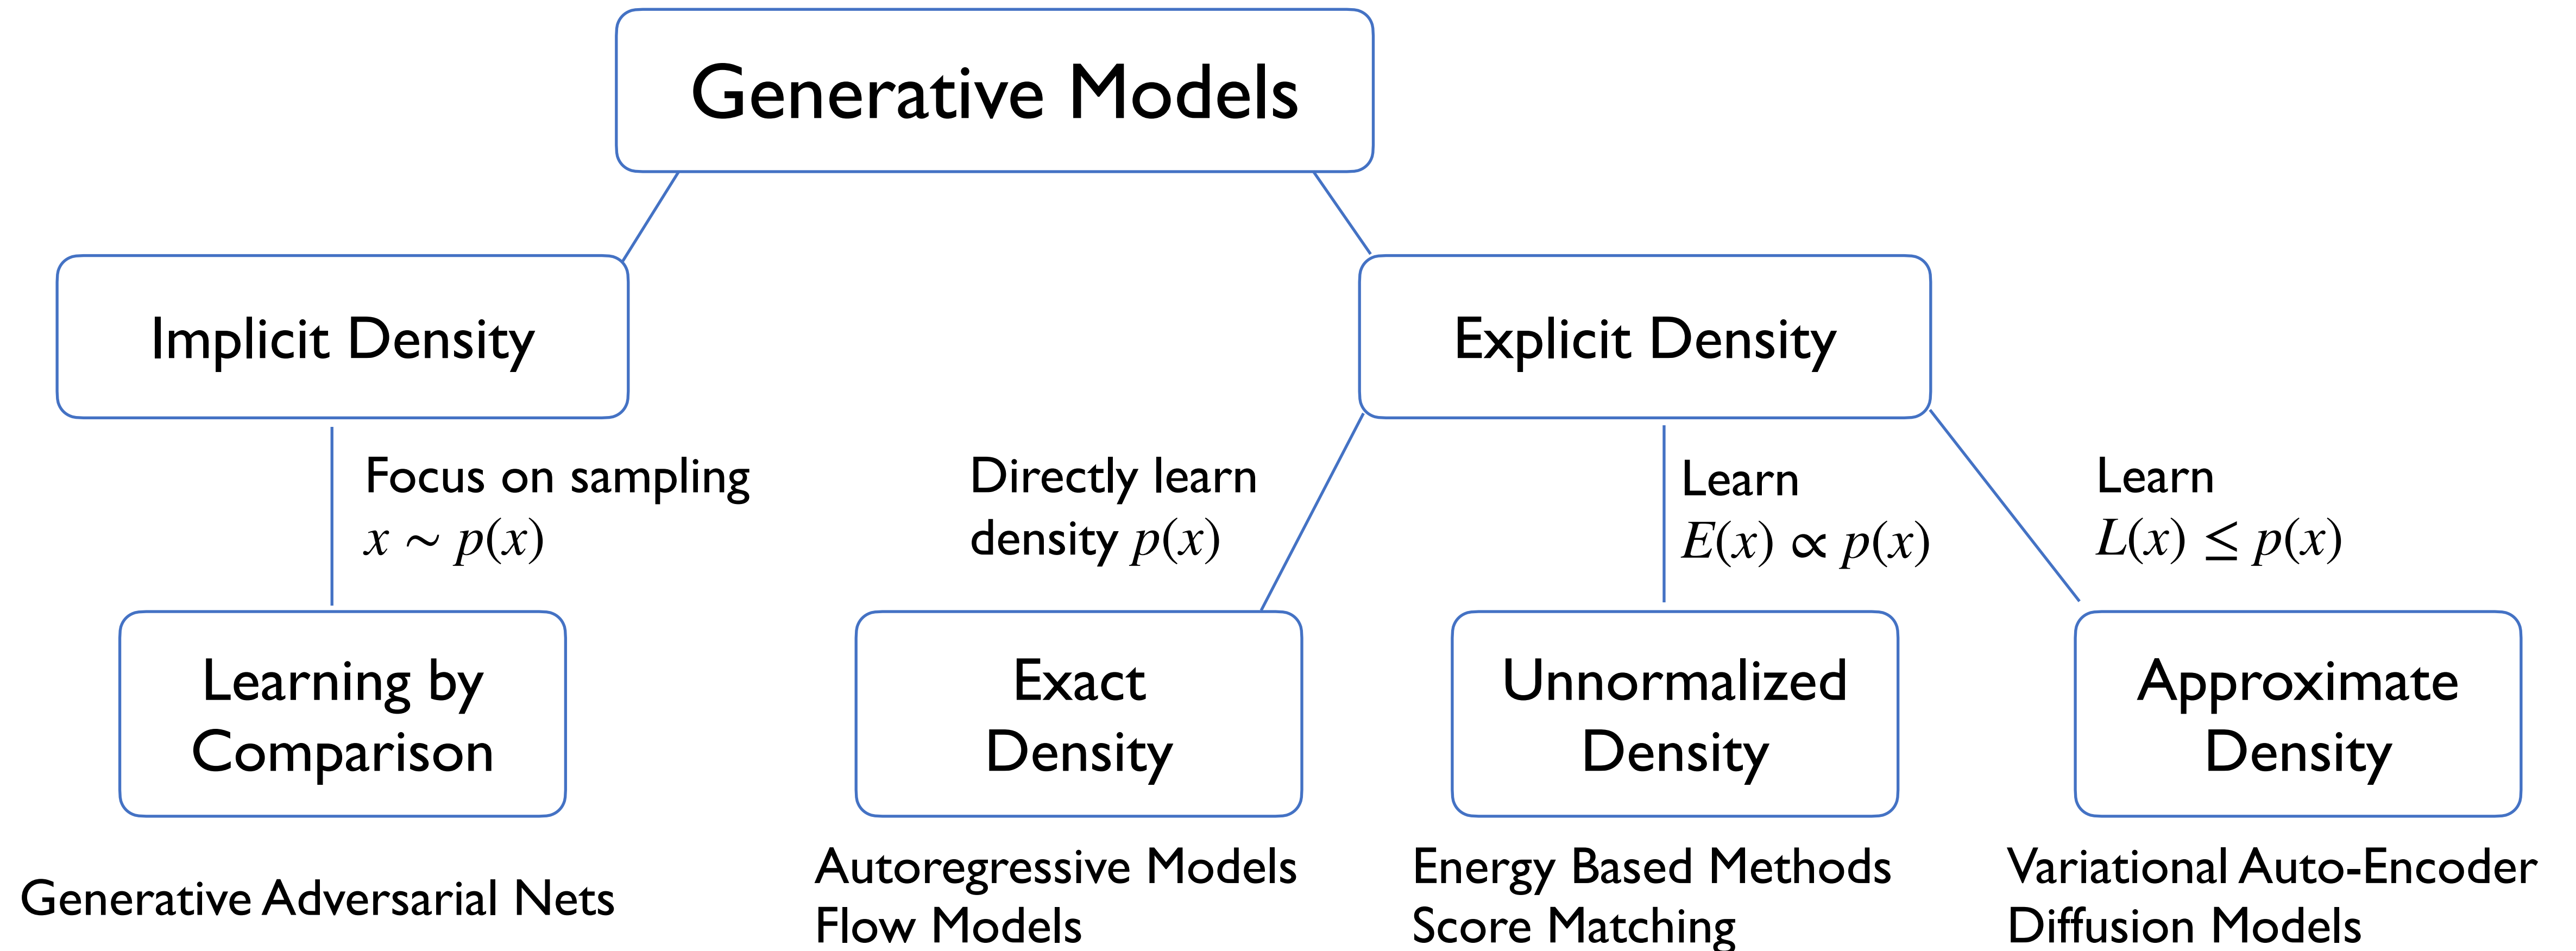 Generative Models
Implicit Density
Explicit Density
Focus on sampling
x ∼ p(x)
Directly learn
density p(x)
Learn
E(x) ∝ p(x)
Learn
L(x) ≤ p(x)
Learning by
Comparison
Exact
Density
Unnormalized
Density
Approximate
Density
Generative Adversarial Nets
Autoregressive Models
Flow Models
Energy Based Methods
Score Matching
Variational Auto-Encoder
Diffusion Models